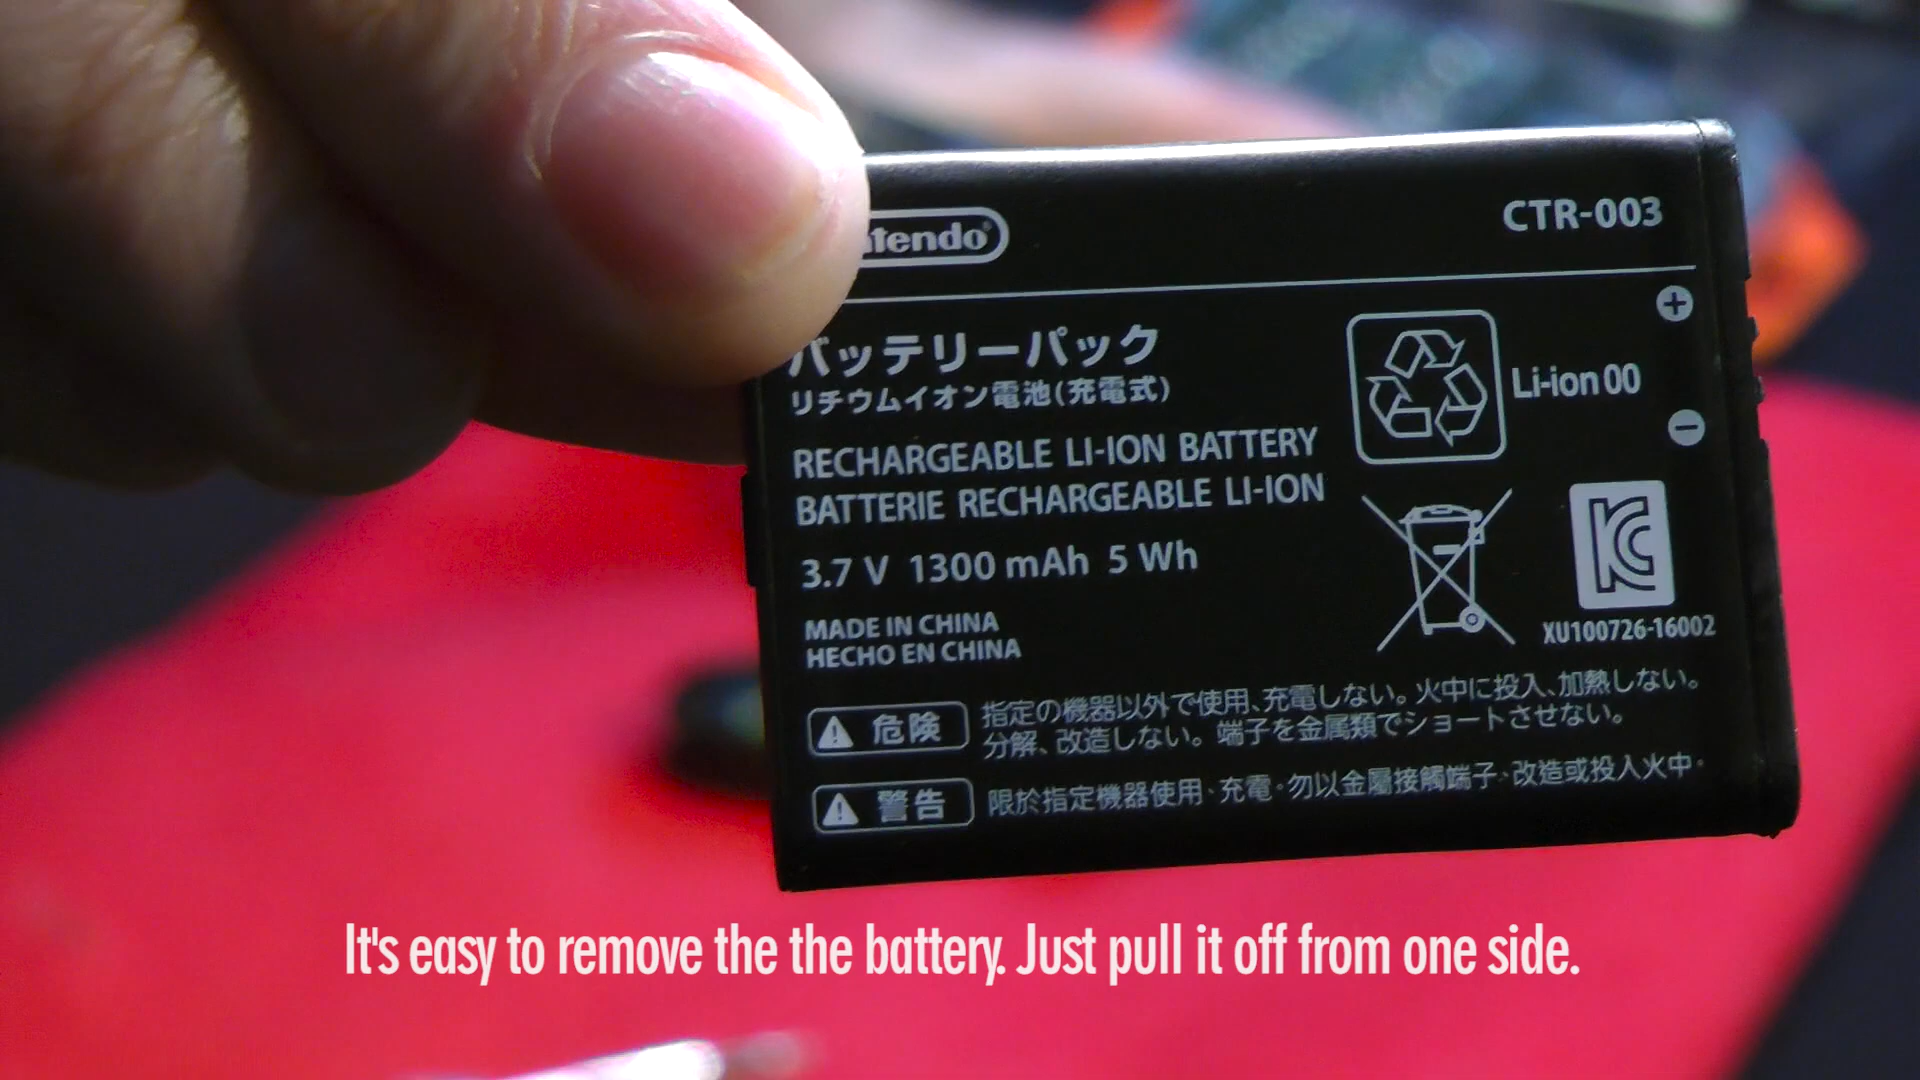 ntendo®
CTR-003
バッテリーパック
リチウムイオン電池(充電式)
RECHARGEABLE LI-ION BATTERY
BATTERIE RECHARGEABLE LI-ION
3.7 V 1300 mAh 5 Wh
MADE IN CHINA
HECHO EN CHINA
+
Li-ion 00
−
XU100726-16002
危険
指定の機器以外で使用、充電しない。火中に投入、加熱しない。
分解、改造しない。端子を金属類でショートさせない。
警告
限於指定機器使用·充電·勿以金屬接觸端子·改造或投入火中·
It's easy to remove the the battery. Just pull it off from one side.